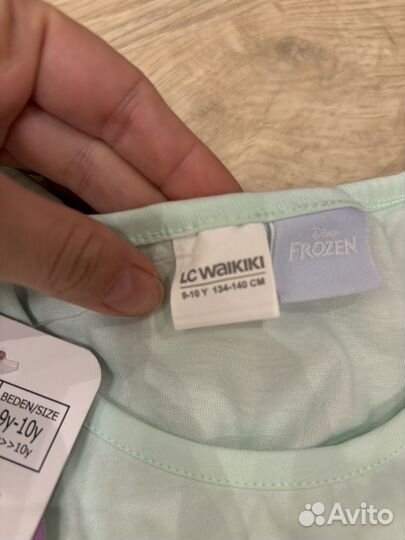 LC WAIKIKI
9-10 Y 134-140 CM
Disney
FROZEN
BEDEN/SIZE
9y-10y
>>10y
Avito